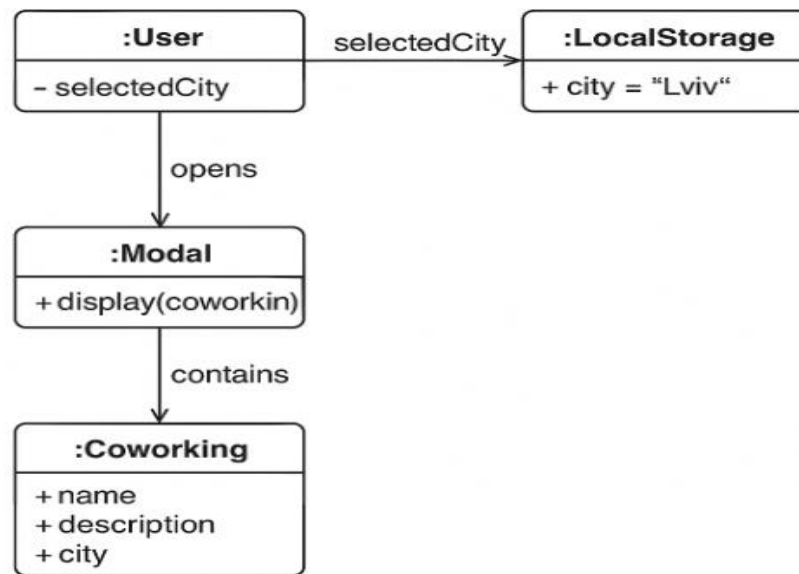 :User
- selectedCity
selectedCity
:LocalStorage
+ city = "Lviv“
opens
:Modal
+ display(coworkin)
contains
:Coworking
+ name
+ description
+ city